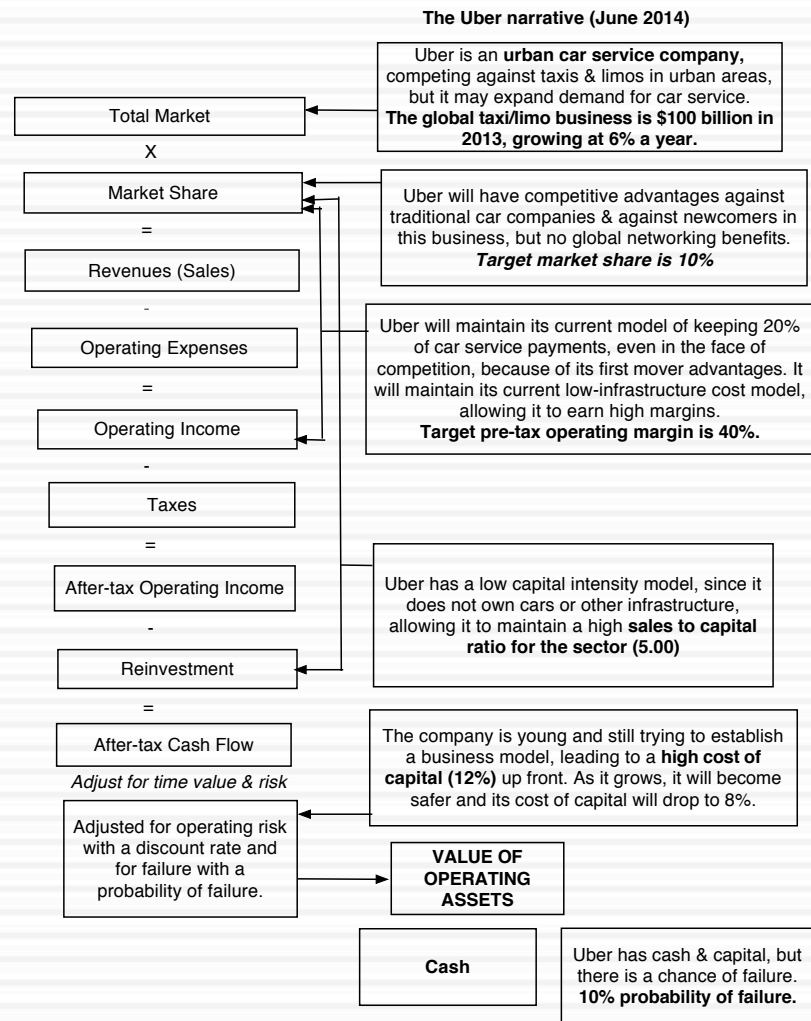 The Uber narrative (June 2014)
Uber is an urban car service company,
competing against taxis & limos in urban areas,
but it may expand demand for car service.
The global taxi/limo business is $100 billion in
2013, growing at 6% a year.
Total Market
X
Market Share
Uber will have competitive advantages against
traditional car companies & against newcomers in
this business, but no global networking benefits.
Target market share is 10%
=
Revenues (Sales)
-
Operating Expenses
Uber will maintain its current model of keeping 20%
of car service payments, even in the face of
competition, because of its first mover advantages. It
will maintain its current low-infrastructure cost model,
allowing it to earn high margins.
Target pre-tax operating margin is 40%.
=
Operating Income
-
Taxes
=
After-tax Operating Income
Uber has a low capital intensity model, since it
does not own cars or other infrastructure,
allowing it to maintain a high sales to capital
ratio for the sector (5.00)
-
Reinvestment
=
After-tax Cash Flow
The company is young and still trying to establish
a business model, leading to a high cost of
capital (12%) up front. As it grows, it will become
safer and its cost of capital will drop to 8%.
Adjust for time value & risk
Adjusted for operating risk
with a discount rate and
for failure with a
probability of failure.
VALUE OF
OPERATING
ASSETS
Cash
Uber has cash & capital, but
there is a chance of failure.
10% probability of failure.